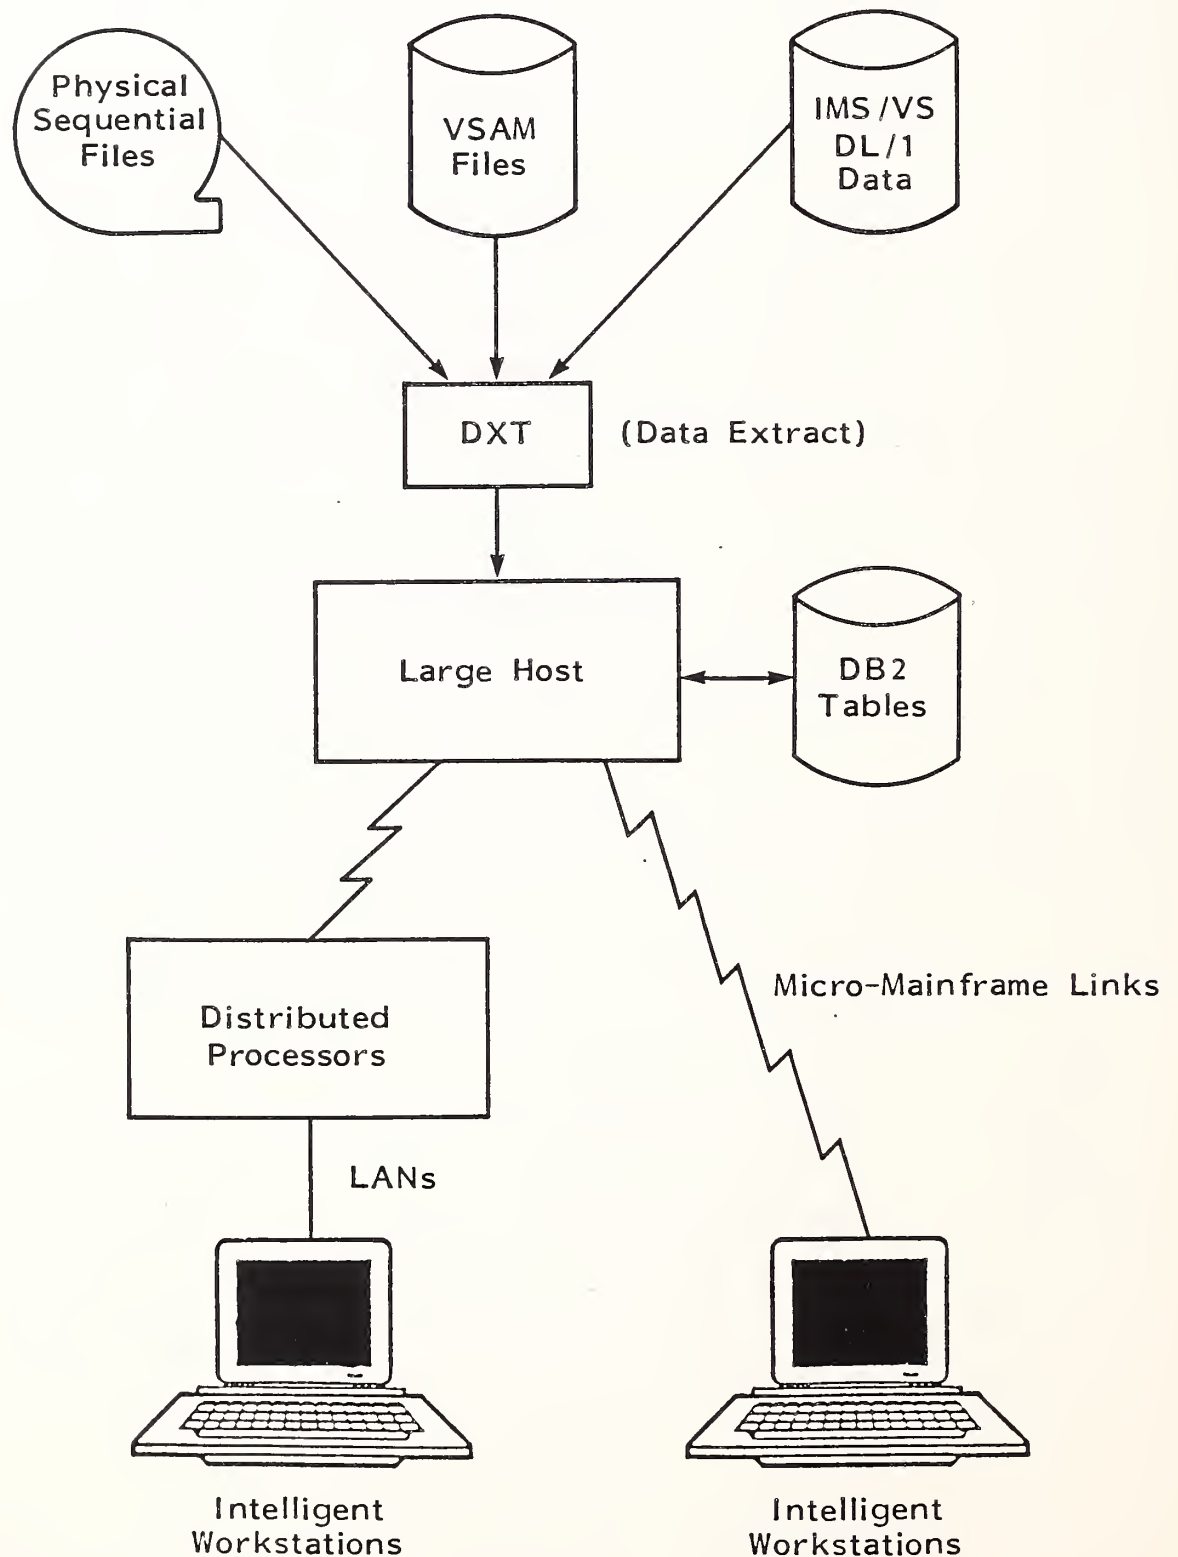 Physical
Sequential
Files
VSAM
Files
IMS/VS
DL/1
Data
DXT
(Data Extract)
Large Host
DB2
Tables
Distributed
Processors
Micro-Mainframe Links
LANs
Intelligent
Workstations
Intelligent
Workstations